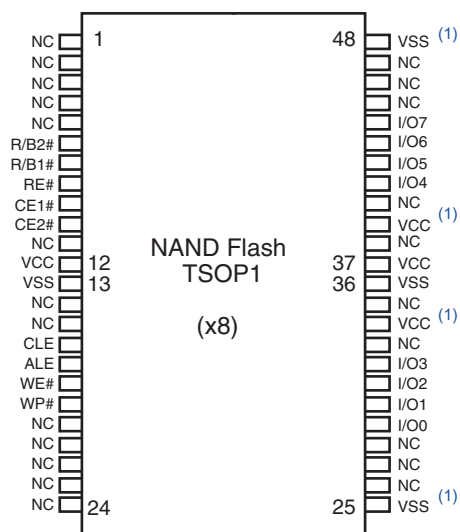 NC 1 48 VSS (1)
NC NC
NC NC
NC NC
NC I/O7
R/B2# I/O6
R/B1# I/O5
RE# I/O4
CE1# NC
CE2# VCC (1)
NC NC
NAND Flash
VCC 12 37 VCC
TSOP1
VSS 13 36 VSS
NC NC
NC VCC (1)
(x8)
CLE NC
ALE I/O3
WE# I/O2
WP# I/O1
NC I/O0
NC NC
NC NC
NC NC
NC 24 25 VSS (1)